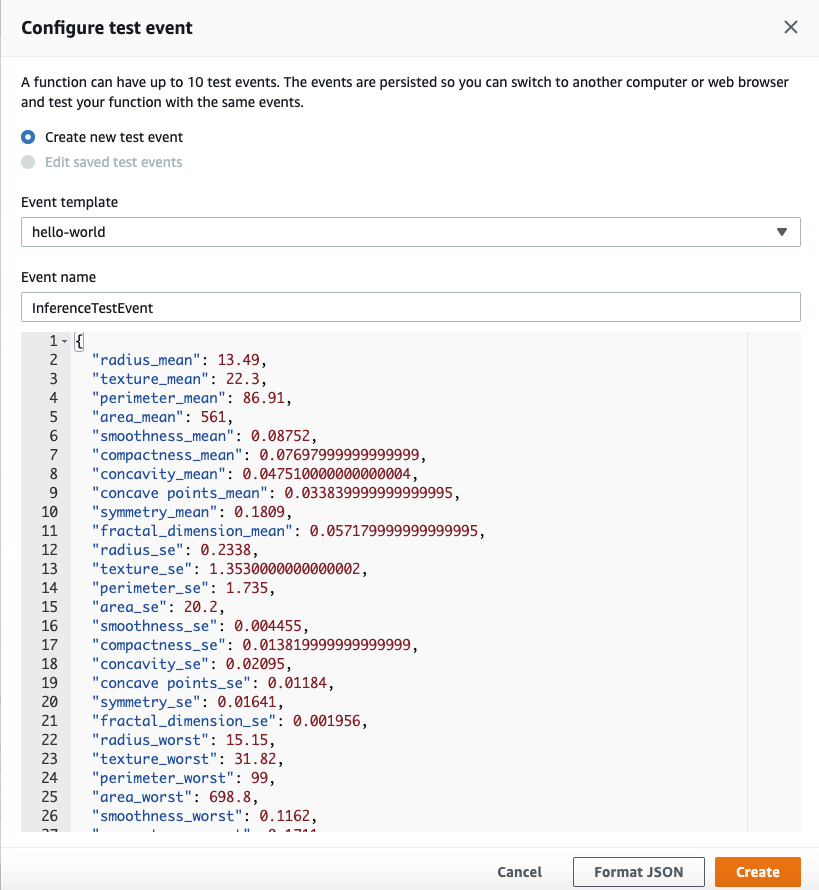 Configure test event
A function can have up to 10 test events. The events are persisted so you can switch to another computer or web browser
and test your function with the same events.
Create new test event
Edit saved test events
Event template
hello-world
Event name
InferenceTestEvent
1 {
2 "radius_mean": 13.49,
3 "texture_mean": 22.3,
4 "perimeter_mean": 86.91,
5 "area_mean": 561,
6 "smoothness_mean": 0.08752,
7 "compactness_mean": 0.07697999999999999,
8 "concavity_mean": 0.047510000000000004,
9 "concave points_mean": 0.033839999999999995,
10 "symmetry_mean": 0.1809,
11 "fractal_dimension_mean": 0.057179999999999995,
12 "radius_se": 0.2338,
13 "texture_se": 1.3530000000000002,
14 "perimeter_se": 1.735,
15 "area_se": 20.2,
16 "smoothness_se": 0.004455,
17 "compactness_se": 0.013819999999999999,
18 "concavity_se": 0.02095,
19 "concave points_se": 0.01184,
20 "symmetry_se": 0.01641,
21 "fractal_dimension_se": 0.001956,
22 "radius_worst": 15.15,
23 "texture_worst": 31.82,
24 "perimeter_worst": 99,
25 "area_worst": 698.8,
26 "smoothness_worst": 0.1162,
Cancel
Format JSON
Create